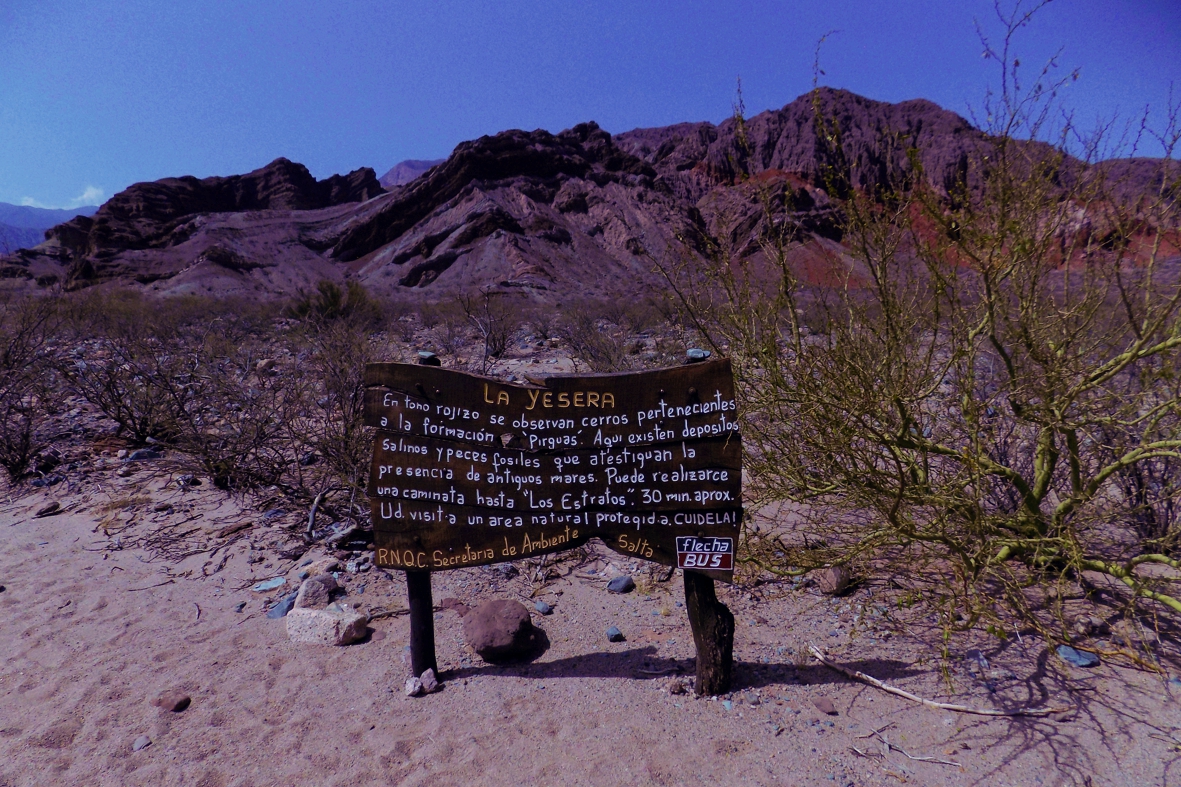 LA YESERA
En tono rojizo se observan cerros pertenecientes
a la formación "Pirguas". Aqui existen depositos
salinos y peces fosiles que atestiguan la
presencia de antiguos mares. Puede realizarce
una caminata hasta "Los Estratos". 30 min. aprox.
Ud. visita un area natural protegida. CUIDELA!
R.N.Q.C. Secretaria de Ambiente Salta
flecha
BUS